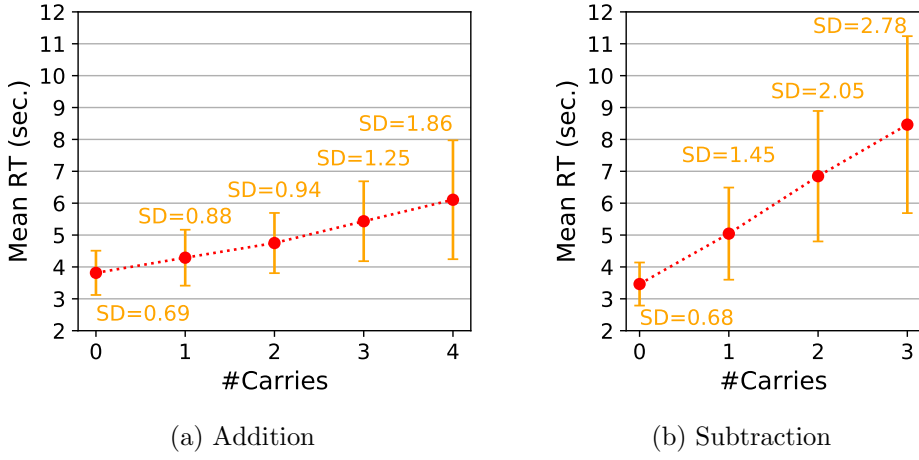 Mean RT (sec.)
12
11
10
9
8
7
6
5
4
3
2
SD=0.69
SD=0.88
SD=0.94
SD=1.25
SD=1.86
0 1 2 3 4
#Carries
(a) Addition
Mean RT (sec.)
12
11
10
9
8
7
6
5
4
3
2
SD=0.68
SD=1.45
SD=2.05
SD=2.78
0 1 2 3
#Carries
(b) Subtraction